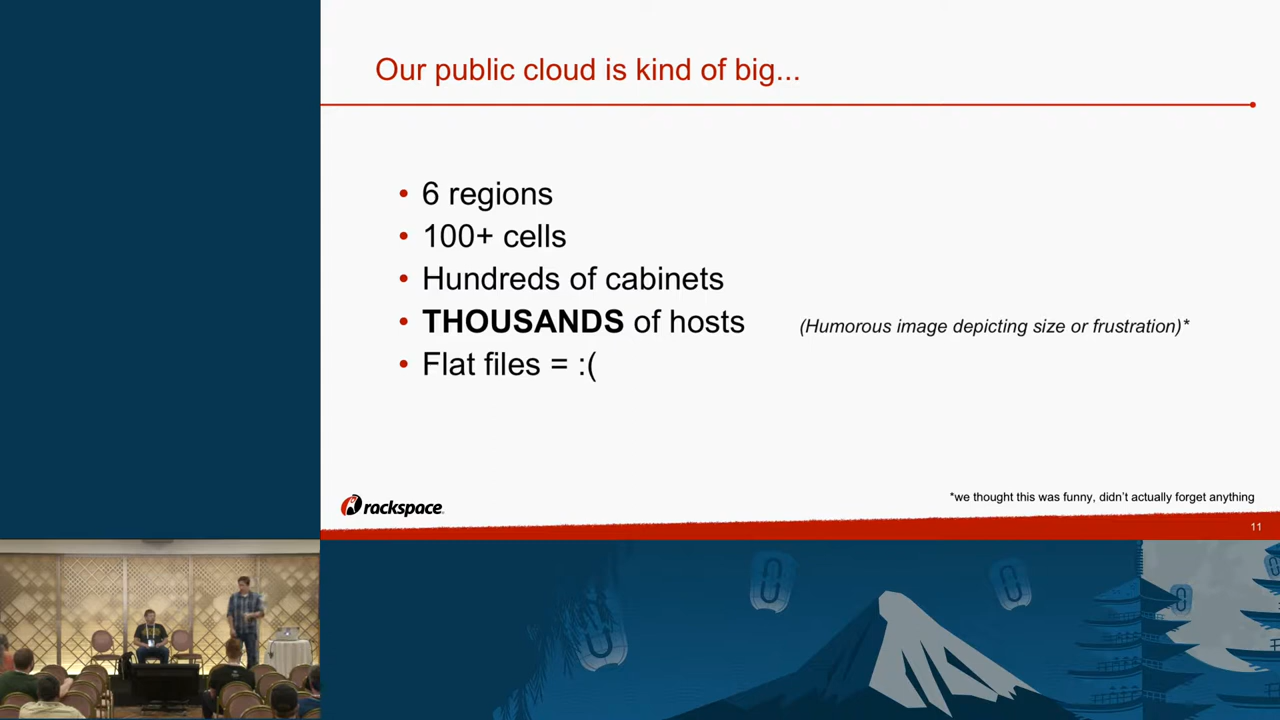 Our public cloud is kind of big...
• 6 regions
• 100+ cells
• Hundreds of cabinets
• THOUSANDS of hosts
(Humorous image depicting size or frustration)*
• Flat files = :(
*we thought this was funny, didn't actually forget anything
rackspace.
11